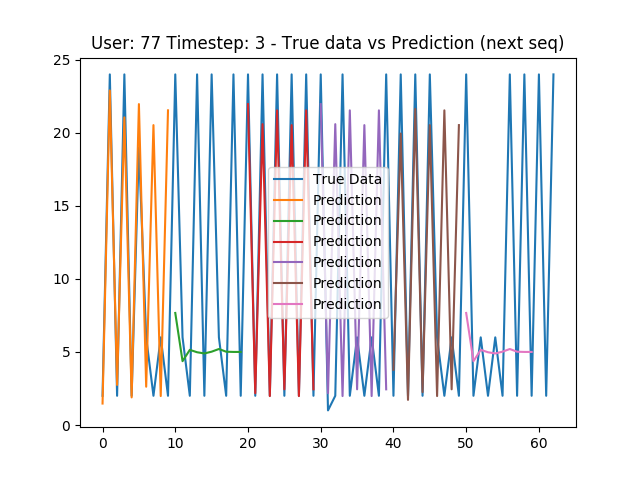 User: 77 Timestep: 3 - True data vs Prediction (next seq)
25
20
15
10
5
0
True Data
Prediction
Prediction
Prediction
Prediction
Prediction
Prediction
0 10 20 30 40 50 60